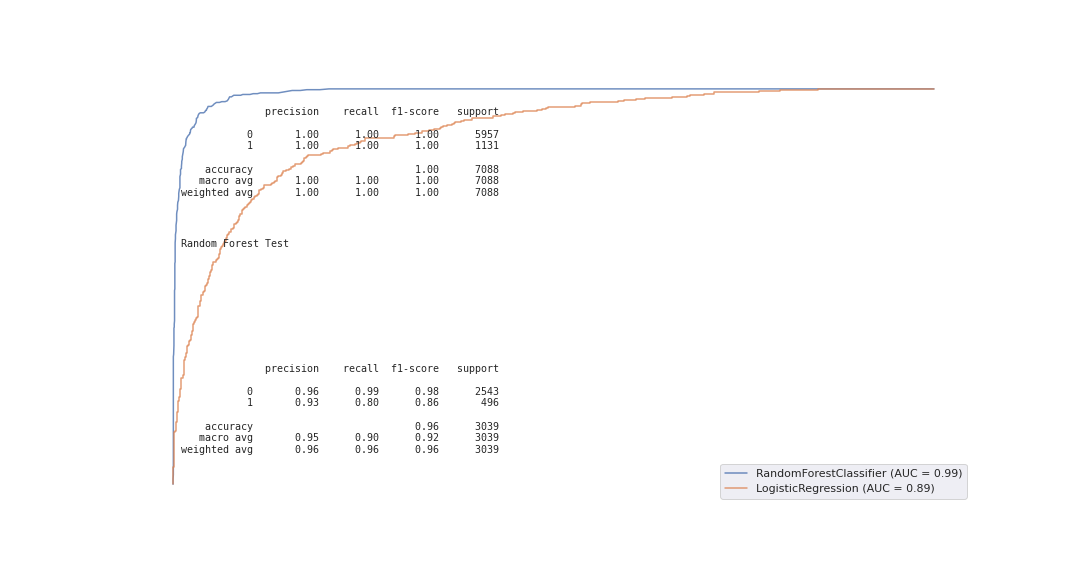 precision recall f1-score support
0 1.00 1.00 1.00 5957
1 1.00 1.00 1.00 1131
accuracy 1.00 7088
macro avg 1.00 1.00 1.00 7088
weighted avg 1.00 1.00 1.00 7088
Random Forest Test
precision recall f1-score support
0 0.96 0.99 0.98 2543
1 0.93 0.80 0.86 496
accuracy 0.96 3039
macro avg 0.95 0.90 0.92 3039
weighted avg 0.96 0.96 0.96 3039
RandomForestClassifier (AUC = 0.99)
LogisticRegression (AUC = 0.89)